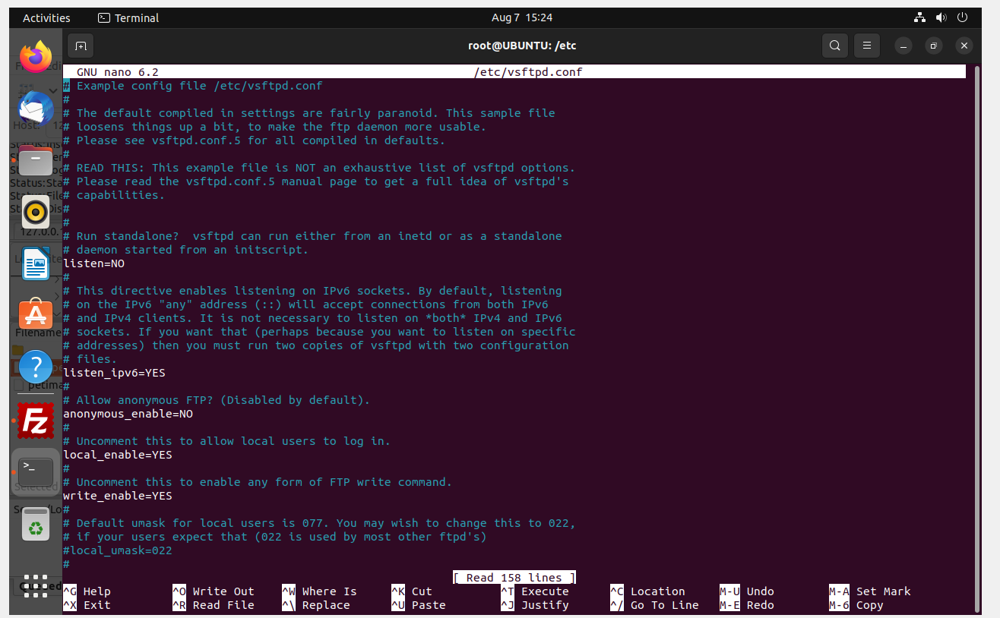 Activities
Terminal
Aug 7 15:24
root@UBUNTU: /etc
GNU nano 6.2 /etc/vsftpd.conf
# Example config file /etc/vsftpd.conf
#
# The default compiled in settings are fairly paranoid. This sample file
# loosens things up a bit, to make the ftp daemon more usable.
# Please see vsftpd.conf.5 for all compiled in defaults.
#
# READ THIS: This example file is NOT an exhaustive list of vsftpd options.
# Please read the vsftpd.conf.5 manual page to get a full idea of vsftpd's
# capabilities.
#
#
# Run standalone?  vsftpd can run either from an inetd or as a standalone
# daemon started from an initscript.
listen=NO
#
# This directive enables listening on IPv6 sockets. By default, listening
# on the IPv6 "any" address (::) will accept connections from both IPv6
# and IPv4 clients. It is not necessary to listen on *both* IPv4 and IPv6
# sockets. If you want that (perhaps because you want to listen on specific
# addresses) then you must run two copies of vsftpd with two configuration
# files.
listen_ipv6=YES
#
# Allow anonymous FTP? (Disabled by default).
anonymous_enable=NO
#
# Uncomment this to allow local users to log in.
local_enable=YES
#
# Uncomment this to enable any form of FTP write command.
write_enable=YES
#
# Default umask for local users is 077. You may wish to change this to 022,
# if your users expect that (022 is used by most other ftpd's)
#local_umask=022
#
[ Read 158 lines ]
^G Help ^O Write Out ^W Where Is ^K Cut ^T Execute ^C Location M-U Undo M-A Set Mark
^X Exit ^R Read File ^\ Replace ^U Paste ^J Justify ^/ Go To Line M-E Redo M-6 Copy
Host: 12
Status:
127.0.0.
Filename
Fz
Selected
Queued